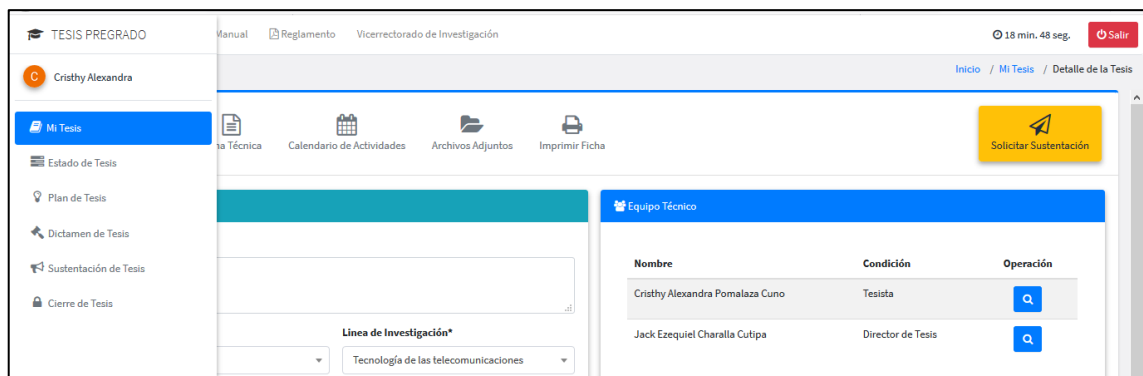 TESIS PREGRADO
Manual Reglamento Vicerrectorado de Investigación
18 min. 48 seg. Salir
C Cristhy Alexandra
Inicio / Mi Tesis / Detalle de la Tesis
Mi Tesis
Estado de Tesis
Plan de Tesis
Dictamen de Tesis
Sustentación de Tesis
Cierre de Tesis
Técnica Calendario de Actividades Archivos Adjuntos Imprimir Ficha
Solicitar Sustentación
Equipo Técnico
Nombre Condición Operación
Cristhy Alexandra Pomalaza Cuno Tesista
Jack Ezequiel Charalla Cutipa Director de Tesis
Linea de Investigación*
Tecnología de las telecomunicaciones